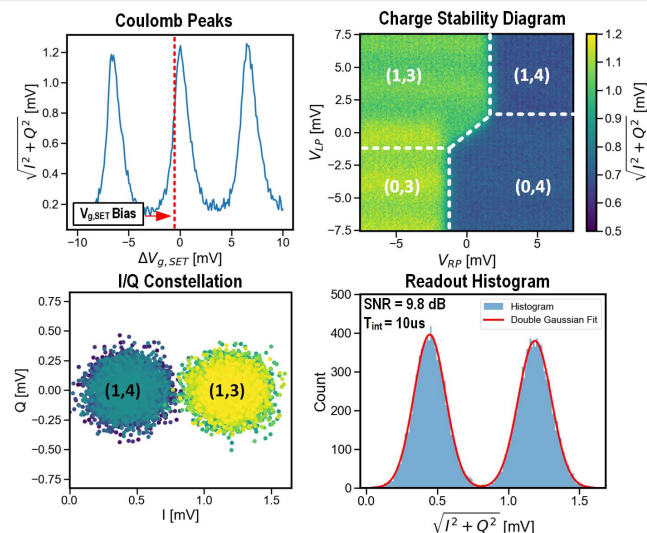 Coulomb Peaks
√I² + Q² [mV]
1.2
1.0
0.8
0.6
0.4
0.2
V_g,SET Bias
−10 −5 0 5 10
ΔV_g,SET [mV]
Charge Stability Diagram
V_LP [mV]
7.5
5.0
2.5
0.0
−2.5
−5.0
7.5
(1,3) (1,4)
(0,3) (0,4)
−5 0 5
V_RP [mV]
1.2
1.1
1.0
0.9
0.8
0.7
0.6
0.5
√I² + Q² [mV]
I/Q Constellation
Q [mV]
0.75
0.50
0.25
0.00
−0.25
−0.50
−0.75
(1,4) (1,3)
0.0 0.5 1.0 1.5
I [mV]
Readout Histogram
SNR = 9.8 dB
T_int = 10us
Histogram
Double Gaussian Fit
Count
500
400
300
200
100
0
0.0 0.5 1.0 1.5
√I² + Q² [mV]